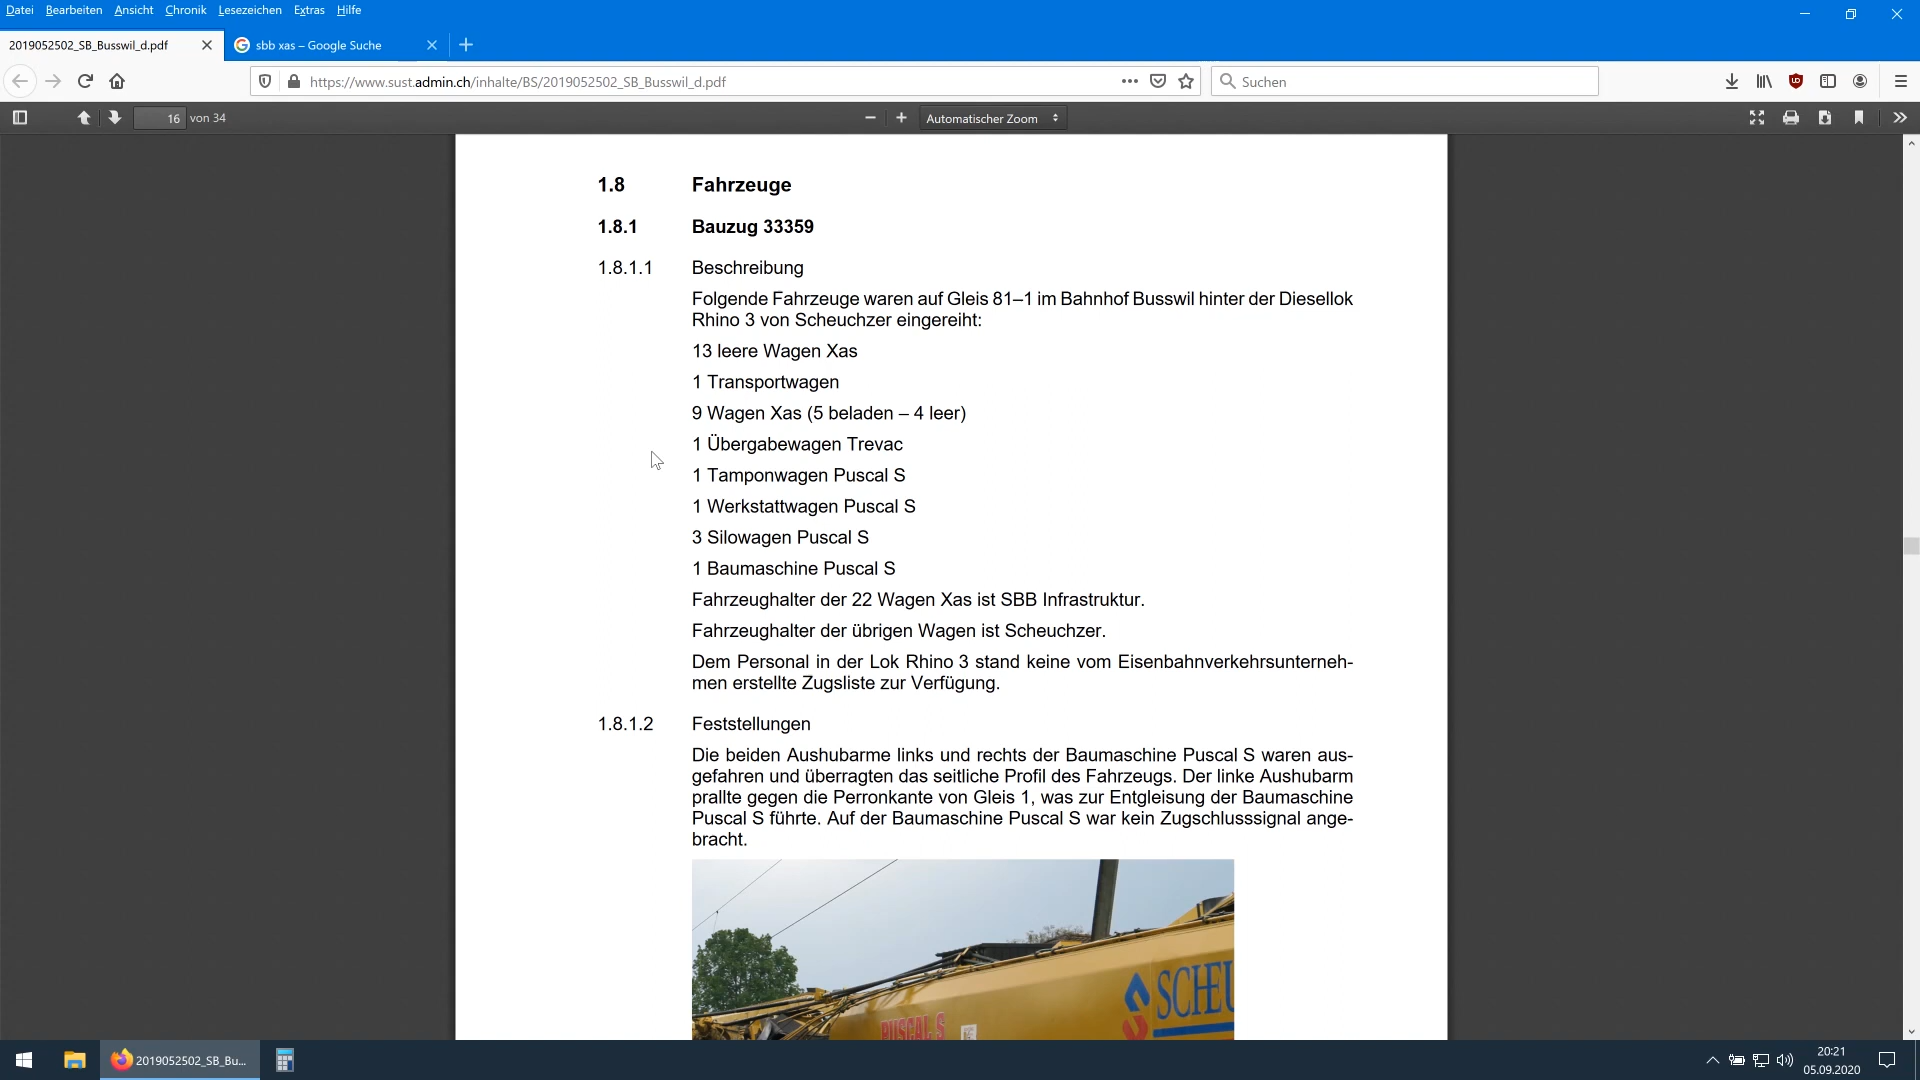 Datei Bearbeiten Ansicht Chronik Lesezeichen Extras Hilfe
2019052502_SB_Busswil_d.pdf
sbb xas – Google Suche
https://www.sust.admin.ch/inhalte/BS/2019052502_SB_Busswil_d.pdf
Suchen
16 von 34
Automatischer Zoom
1.8 Fahrzeuge
1.8.1 Bauzug 33359
1.8.1.1 Beschreibung
Folgende Fahrzeuge waren auf Gleis 81–1 im Bahnhof Busswil hinter der Diesellok
Rhino 3 von Scheuchzer eingereiht:
13 leere Wagen Xas
1 Transportwagen
9 Wagen Xas (5 beladen – 4 leer)
1 Übergabewagen Trevac
1 Tamponwagen Puscal S
1 Werkstattwagen Puscal S
3 Silowagen Puscal S
1 Baumaschine Puscal S
Fahrzeughalter der 22 Wagen Xas ist SBB Infrastruktur.
Fahrzeughalter der übrigen Wagen ist Scheuchzer.
Dem Personal in der Lok Rhino 3 stand keine vom Eisenbahnverkehrsunterneh-
men erstellte Zugsliste zur Verfügung.
1.8.1.2 Feststellungen
Die beiden Aushubarme links und rechts der Baumaschine Puscal S waren aus-
gefahren und überragten das seitliche Profil des Fahrzeugs. Der linke Aushubarm
prallte gegen die Perronkante von Gleis 1, was zur Entgleisung der Baumaschine
Puscal S führte. Auf der Baumaschine Puscal S war kein Zugschlusssignal ange-
bracht.
SCHEU
PUSCAL S
2019052502_SB_Bu...
20:21
05.09.2020